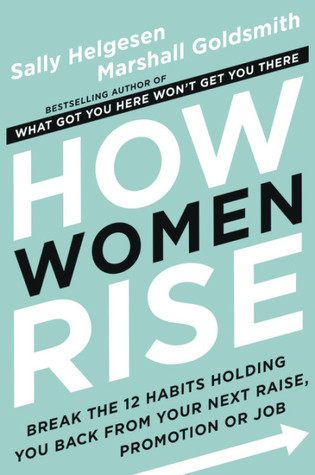 Sally Helgesen
Marshall Goldsmith
BESTSELLING AUTHOR OF
WHAT GOT YOU HERE WON'T GET YOU THERE
HOW
WOMEN
RISE
BREAK THE 12 HABITS HOLDING
YOU BACK FROM YOUR NEXT RAISE,
PROMOTION OR JOB